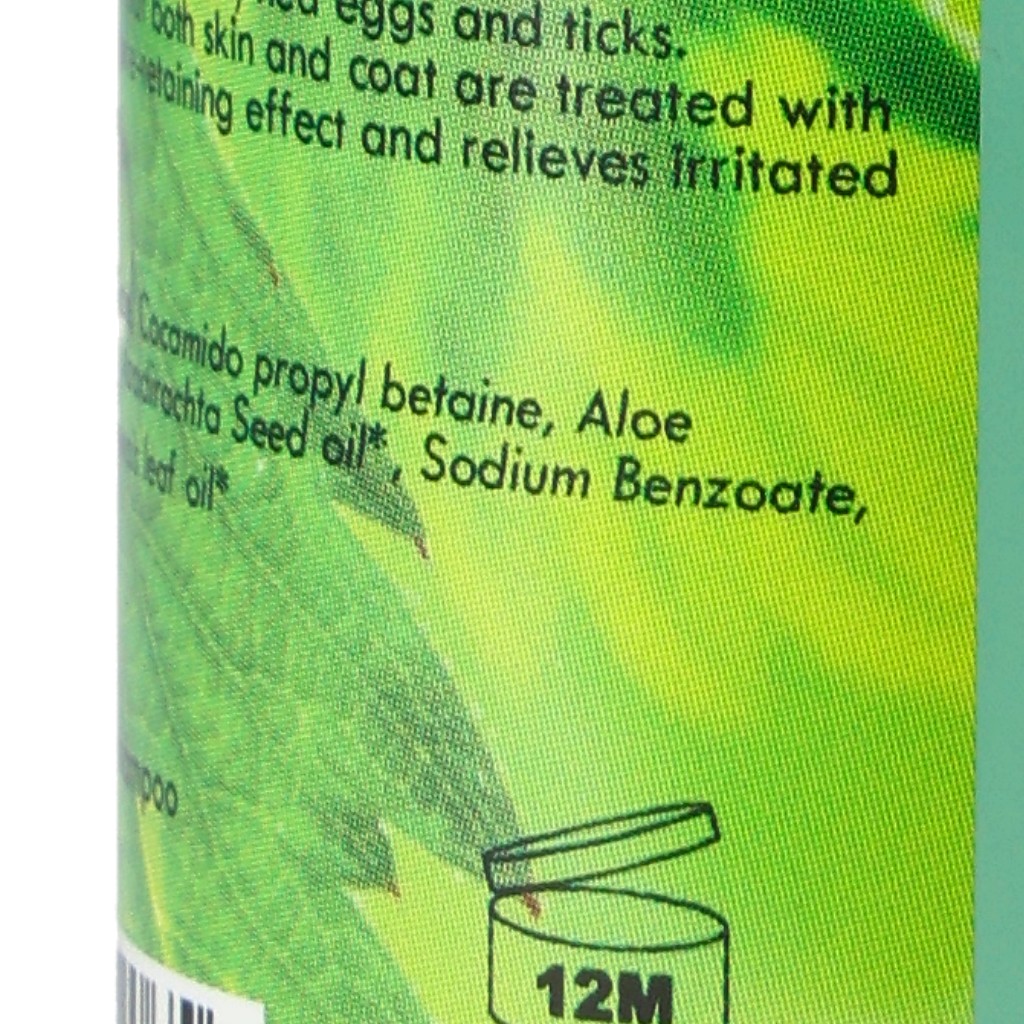 eggs and ticks.
both skin and coat are treated with
retaining effect and relieves irritated
Cocamido propyl betaine, Aloe
Seed oil*, Sodium Benzoate,
leaf oil*
12M